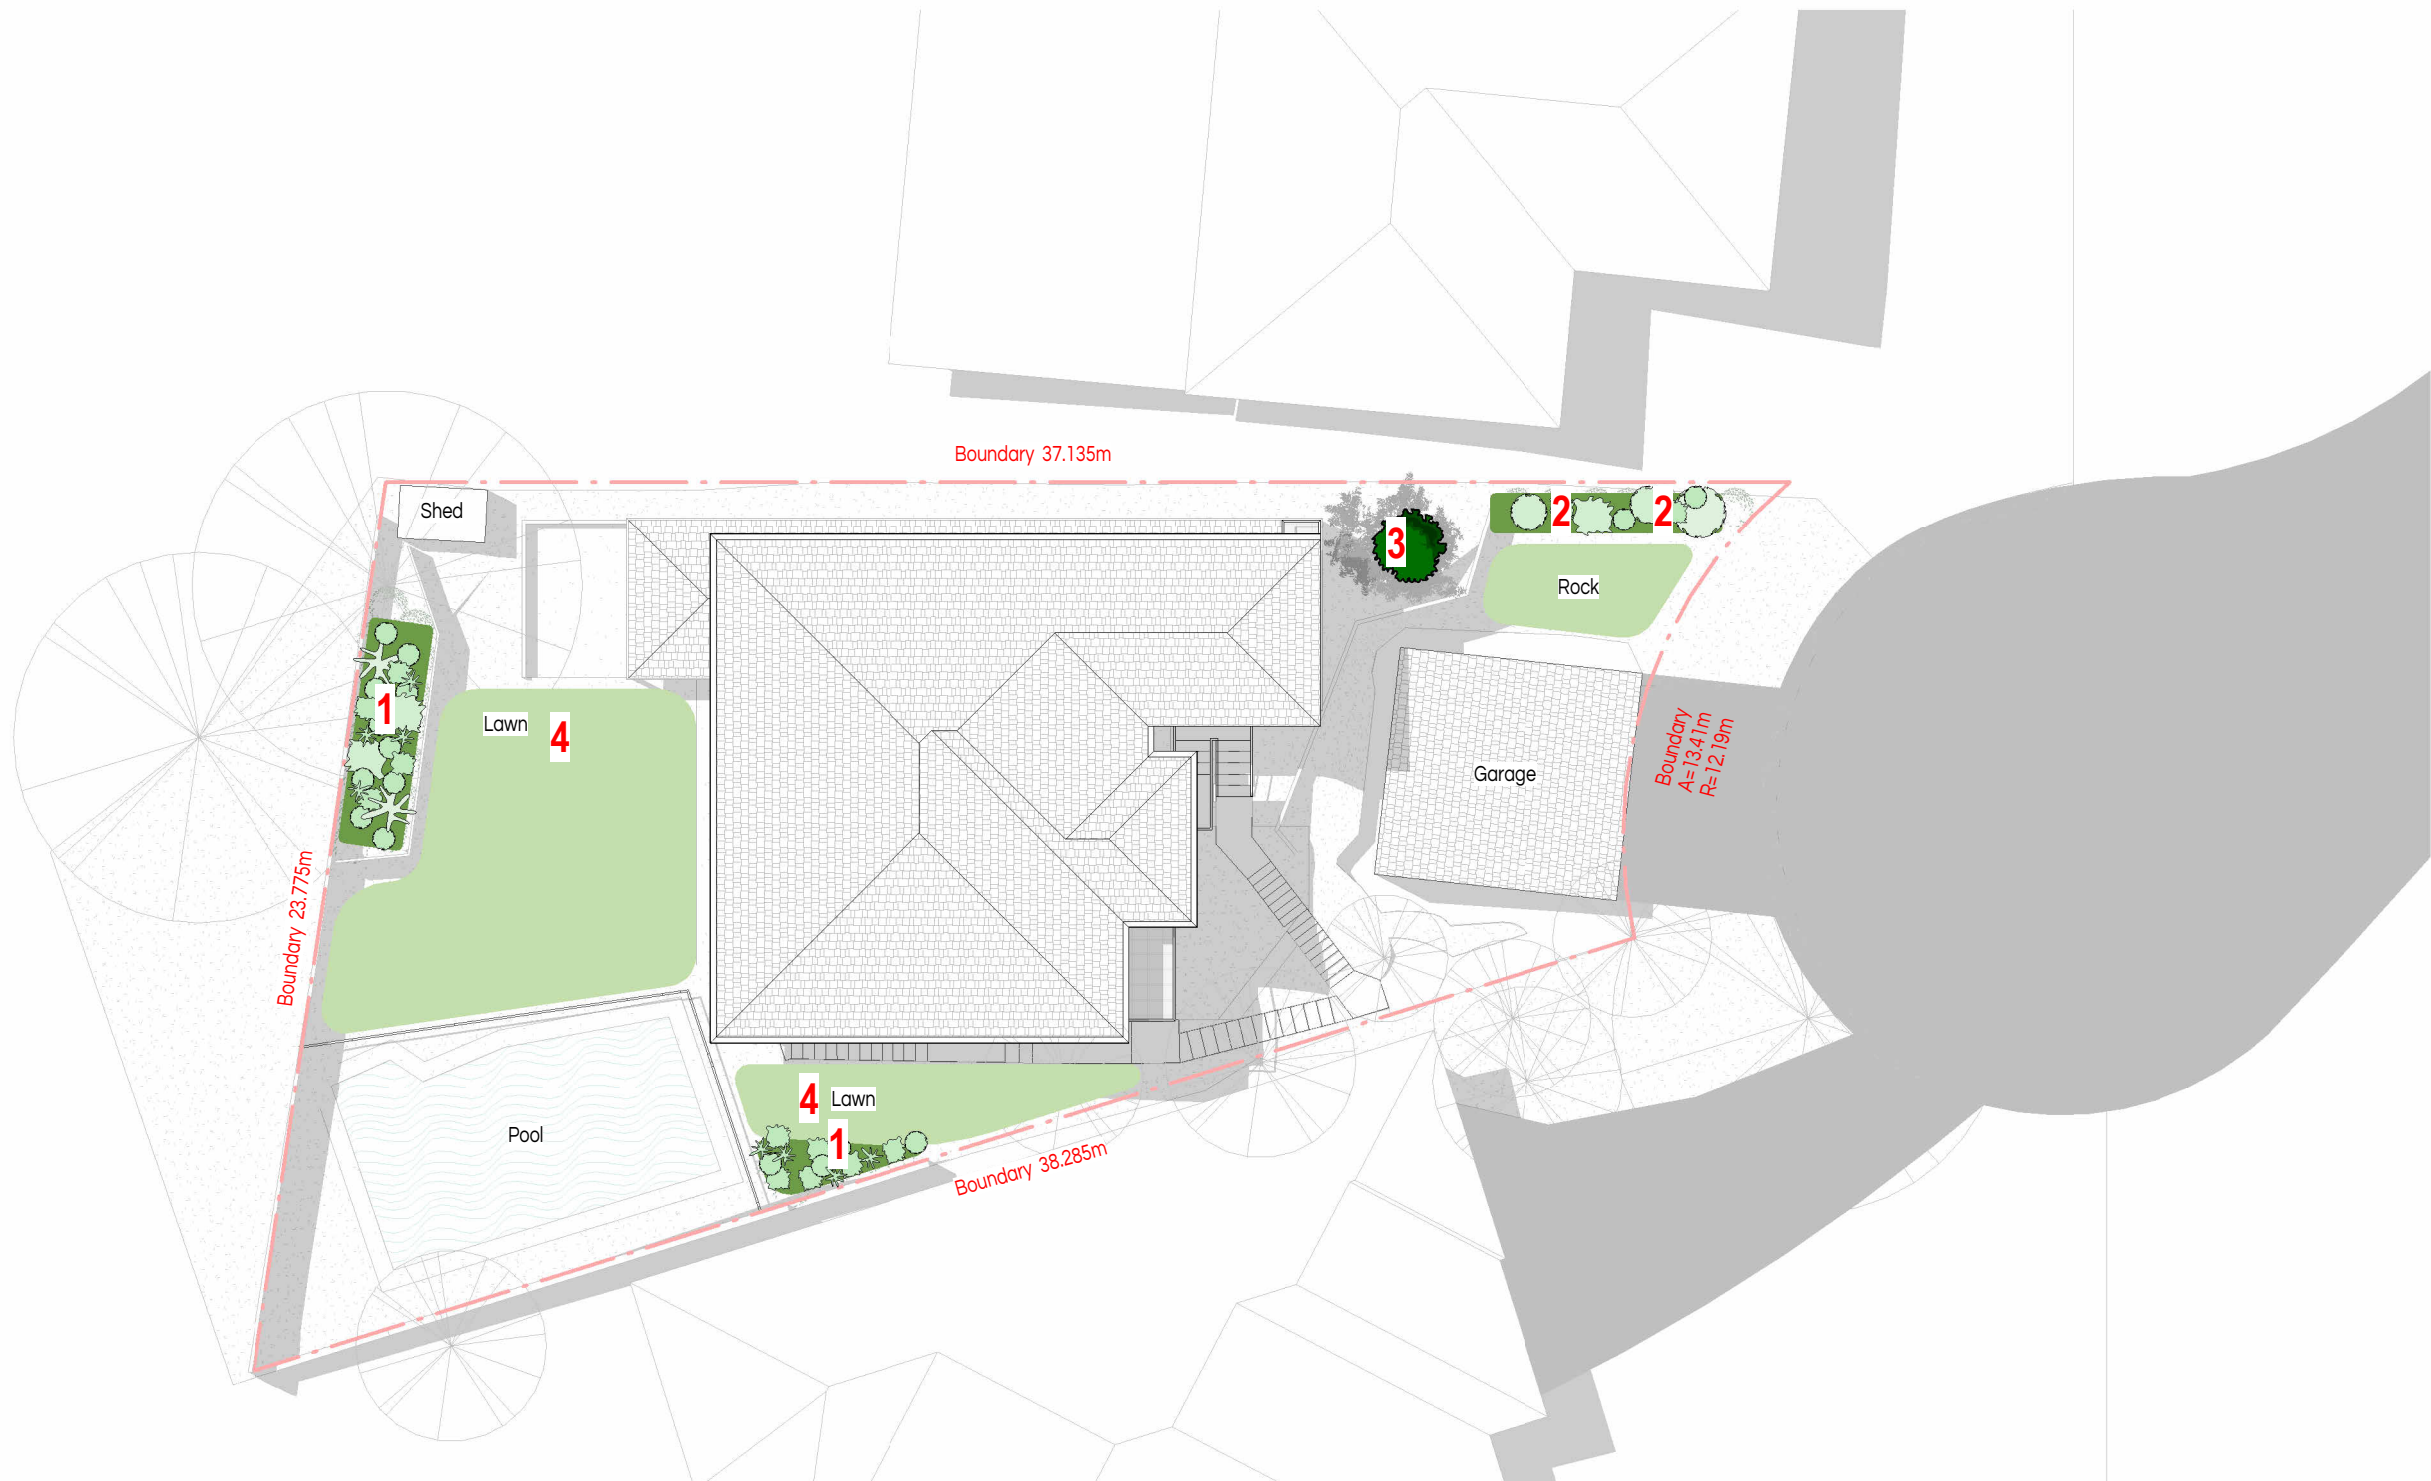 Boundary 37.135m
Shed
3
2
2
Rock
1
Lawn
4
Garage
Boundary
A=13.41m
R=12.19m
Boundary 23.775m
4
Lawn
Pool
1
Boundary 38.285m